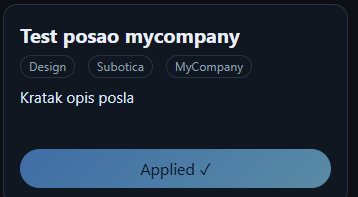 Test posao mycompany
Design Subotica MyCompany
Kratak opis posla
Applied ✓